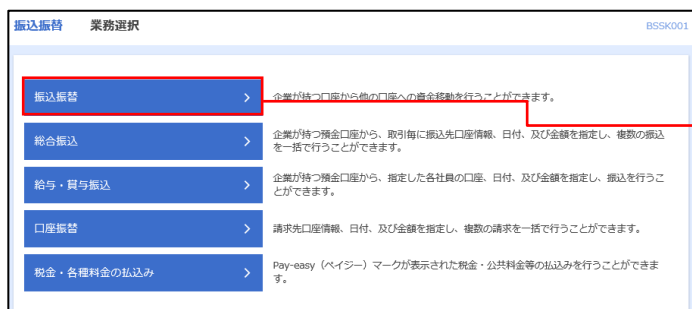 振込振替 業務選択 BSSK001
振込振替 企業が持つ口座から他の口座への資金移動を行うことができます。
総合振込 企業が持つ預金口座から、取引毎に振込先口座情報、日付、及び金額を指定し、複数の振込
を一括で行うことができます。
給与・賞与振込 企業が持つ預金口座から、指定した各社員の口座、日付、及び金額を指定し、振込を行うこ
とができます。
口座振替 請求先口座情報、日付、及び金額を指定し、複数の請求を一括で行うことができます。
税金・各種料金の払込み Pay-easy（ペイジー）マークが表示された税金・公共料金等の払込みを行うことができま
す。